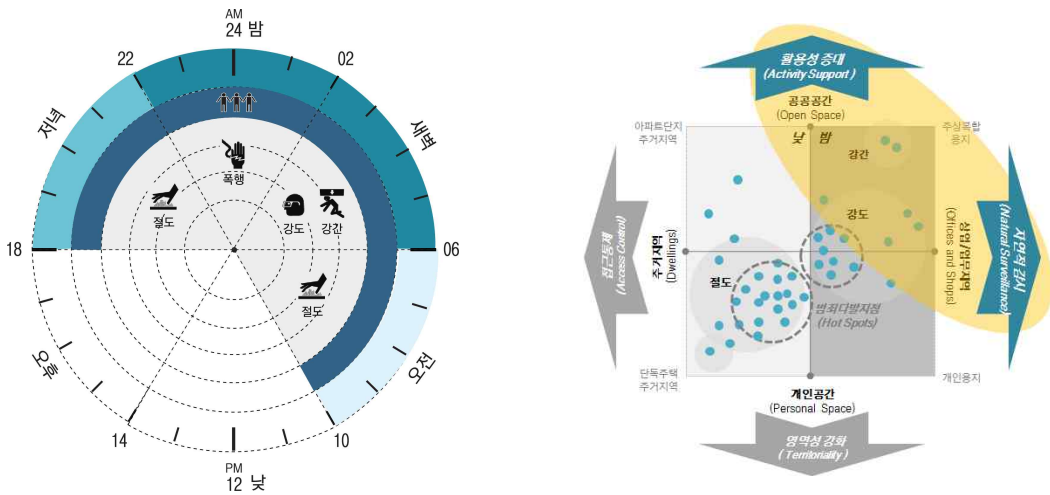 AM
24 밤
22
02
저녁
새벽
폭행
절도
강도
강간
18
06
절도
오후
오전
14
10
PM
12 낮
활용성 증대
(Activity Support)
공공공간
(Open Space)
아파트단지
주거지역
주상복합
용지
낮
밤
강간
강도
접근통제
(Access Control)
주거지역
(Dwellings)
상업/업무지역
(Offices and Shops)
자연적 감시
(Natural Surveillance)
절도
범죄다발지점
(Hot Spots)
단독주택
주거지역
개인용지
개인공간
(Personal Space)
영역성 강화
(Territoriality)